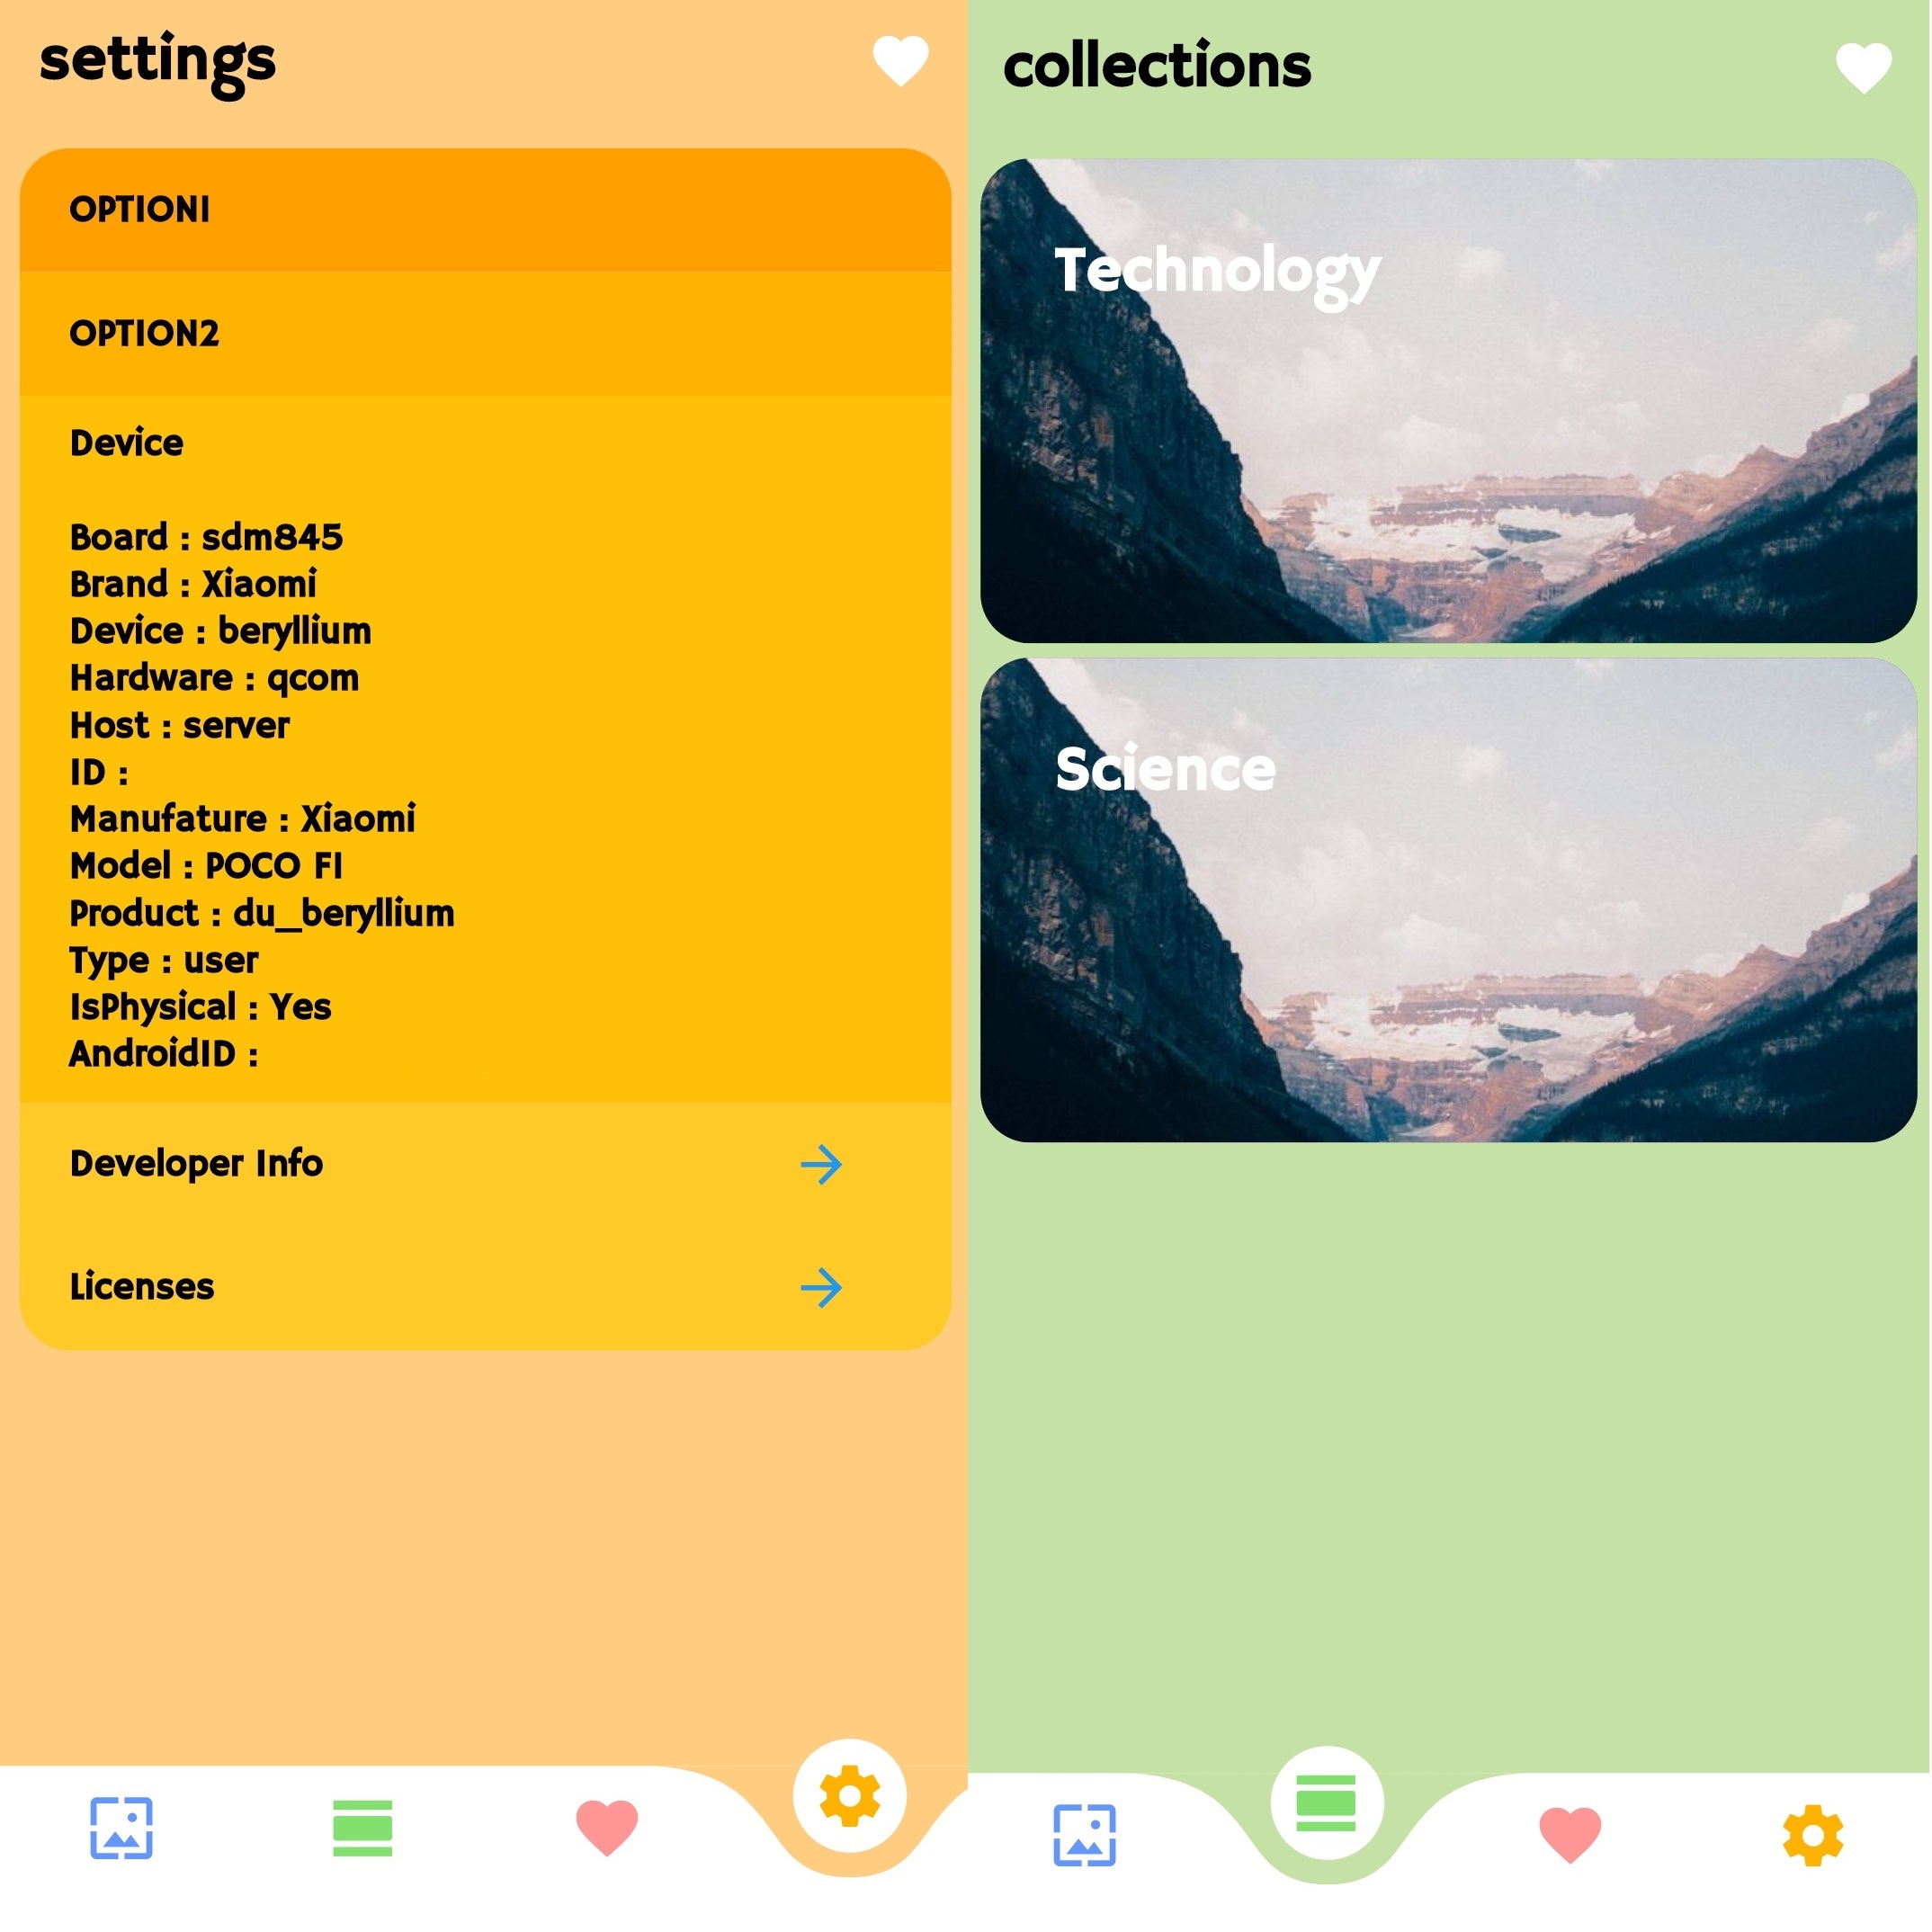 settings
OPTION1
OPTION2
Device
Board : sdm845
Brand : Xiaomi
Device : beryllium
Hardware : qcom
Host : server
ID :
Manufature : Xiaomi
Model : POCO F1
Product : du_beryllium
Type : user
IsPhysical : Yes
AndroidID :
Developer Info
Licenses
collections
Technology
Science